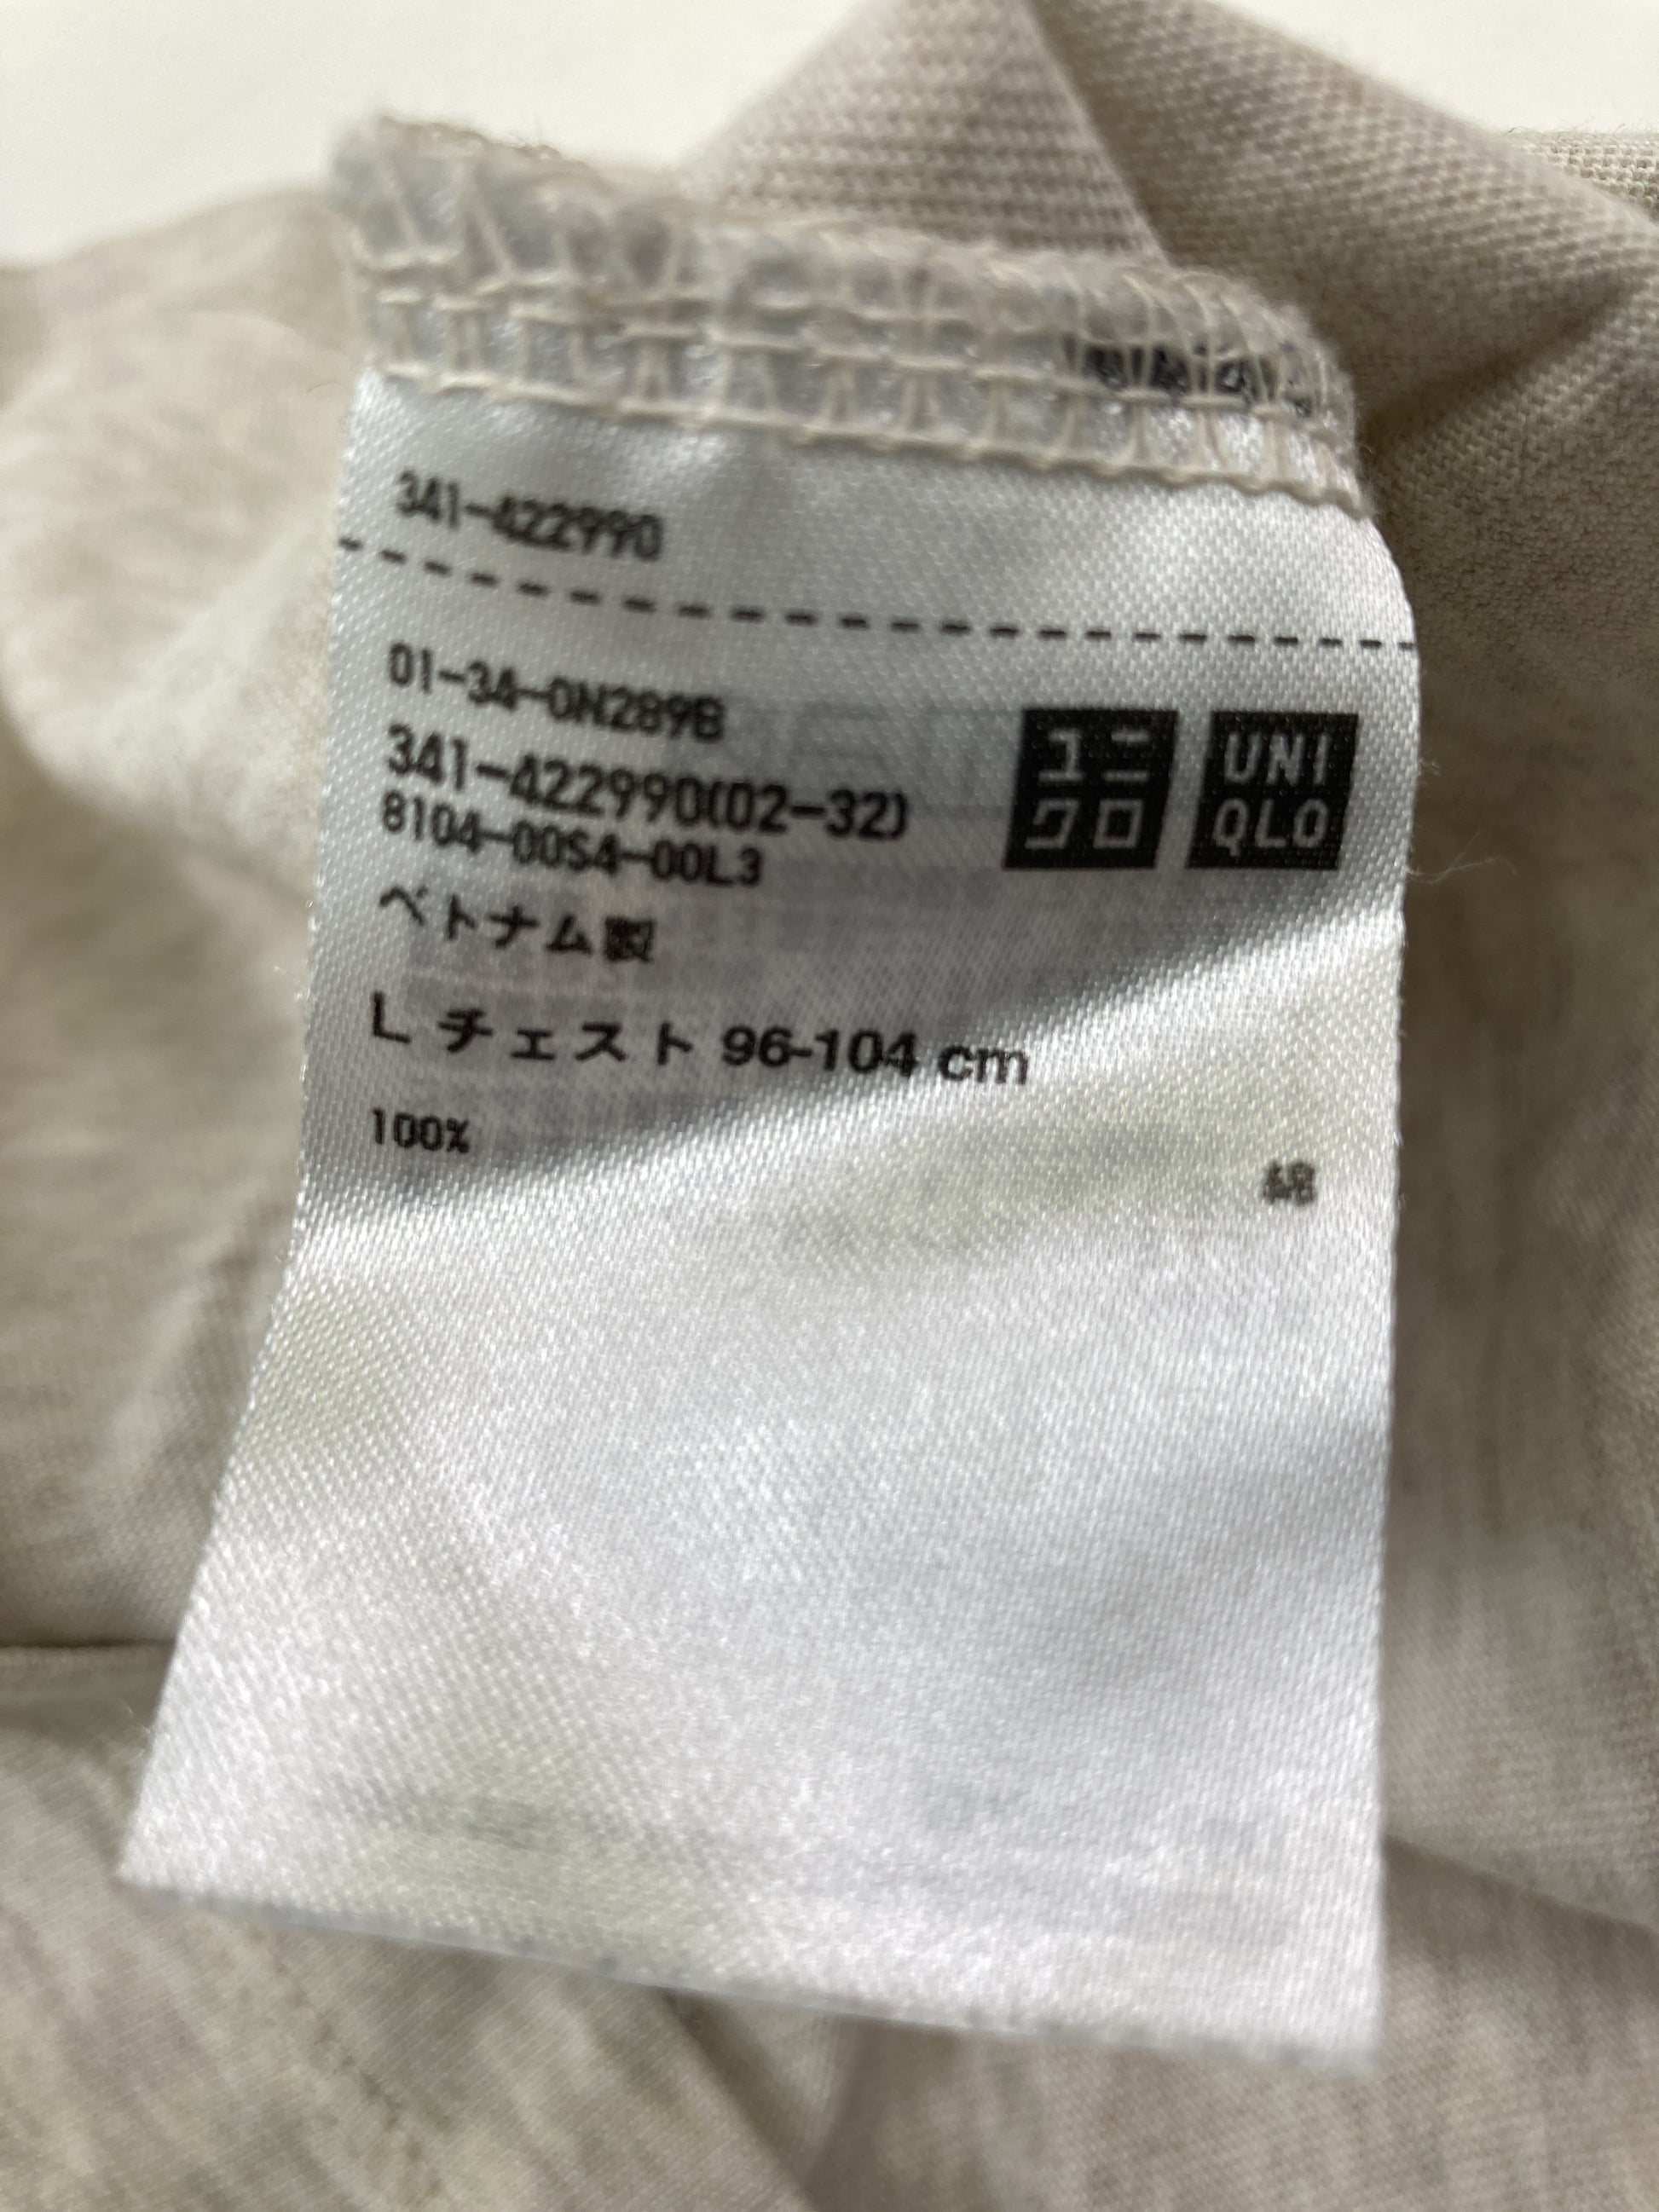 341-422990
01-34-0N289B
341-422990(02-32)
8104-00S4-00L3
ユニ
クロ
UNI
QLO
ベトナム製
L チェスト 96-104 cm
綿
100%